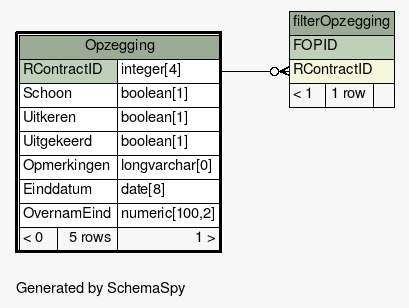 Opzegging
RContractID integer[4]
Schoon boolean[1]
Uitkeren boolean[1]
Uitgekeerd boolean[1]
Opmerkingen longvarchar[0]
Einddatum date[8]
OvernamEind numeric[100,2]
< 0 5 rows 1 >
filterOpzegging
FOPID
RContractID
< 1 1 row
Generated by SchemaSpy